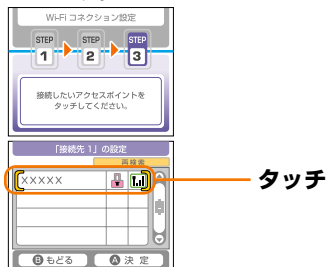 Wi-Fi コネクション設定
STEP 1 STEP 2 STEP 3
接続したいアクセスポイントを
タッチしてください。
「接続先 1」の設定
再検索
XXXXX
タッチ
B もどる A 決 定